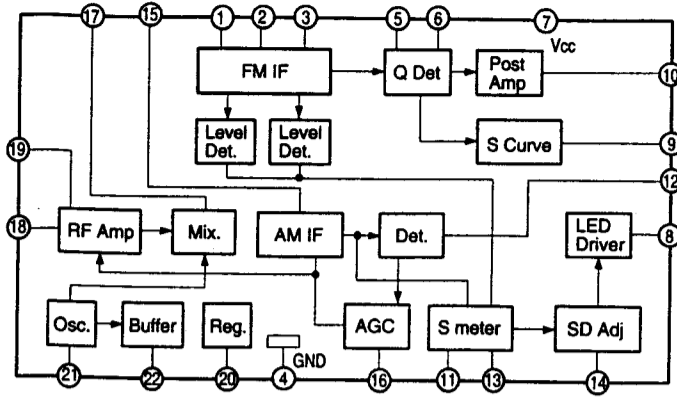 17
15
1
2
3
5
6
7
Vcc
FM IF
Q Det
Post
Amp
10
Level
Det.
Level
Det.
S Curve
9
19
12
18
RF Amp
Mix.
AM IF
Det.
LED
Driver
8
Osc.
Buffer
Reg.
GND
AGC
S meter
SD Adj
21
22
20
4
16
11
13
14